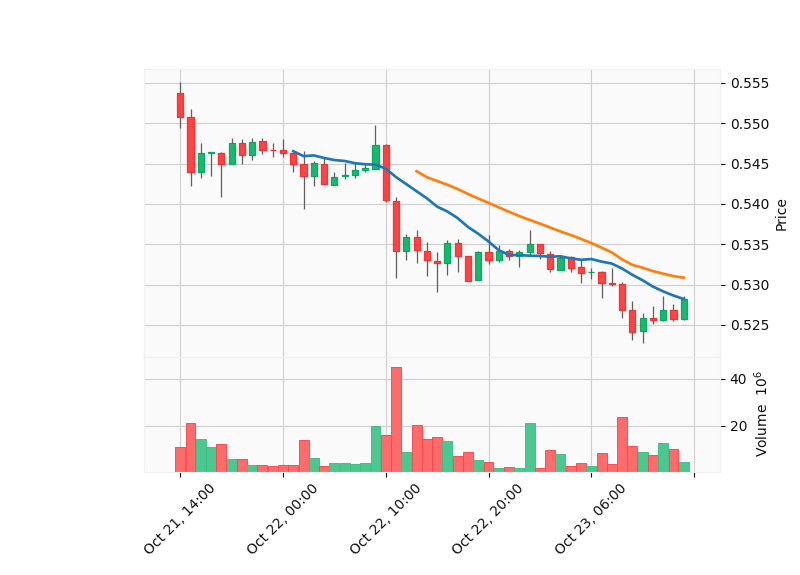 0.555
0.550
0.545
0.540
0.535
0.530
0.525
Price
40
20
Volume 10^6
Oct 21, 14:00
Oct 22, 00:00
Oct 22, 10:00
Oct 22, 20:00
Oct 23, 06:00